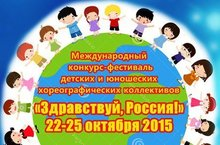 Международный
конкурс-фестиваль
детских и юношеских
хореографических коллективов
«Здравствуй, Россия!»
22-25 октября 2015